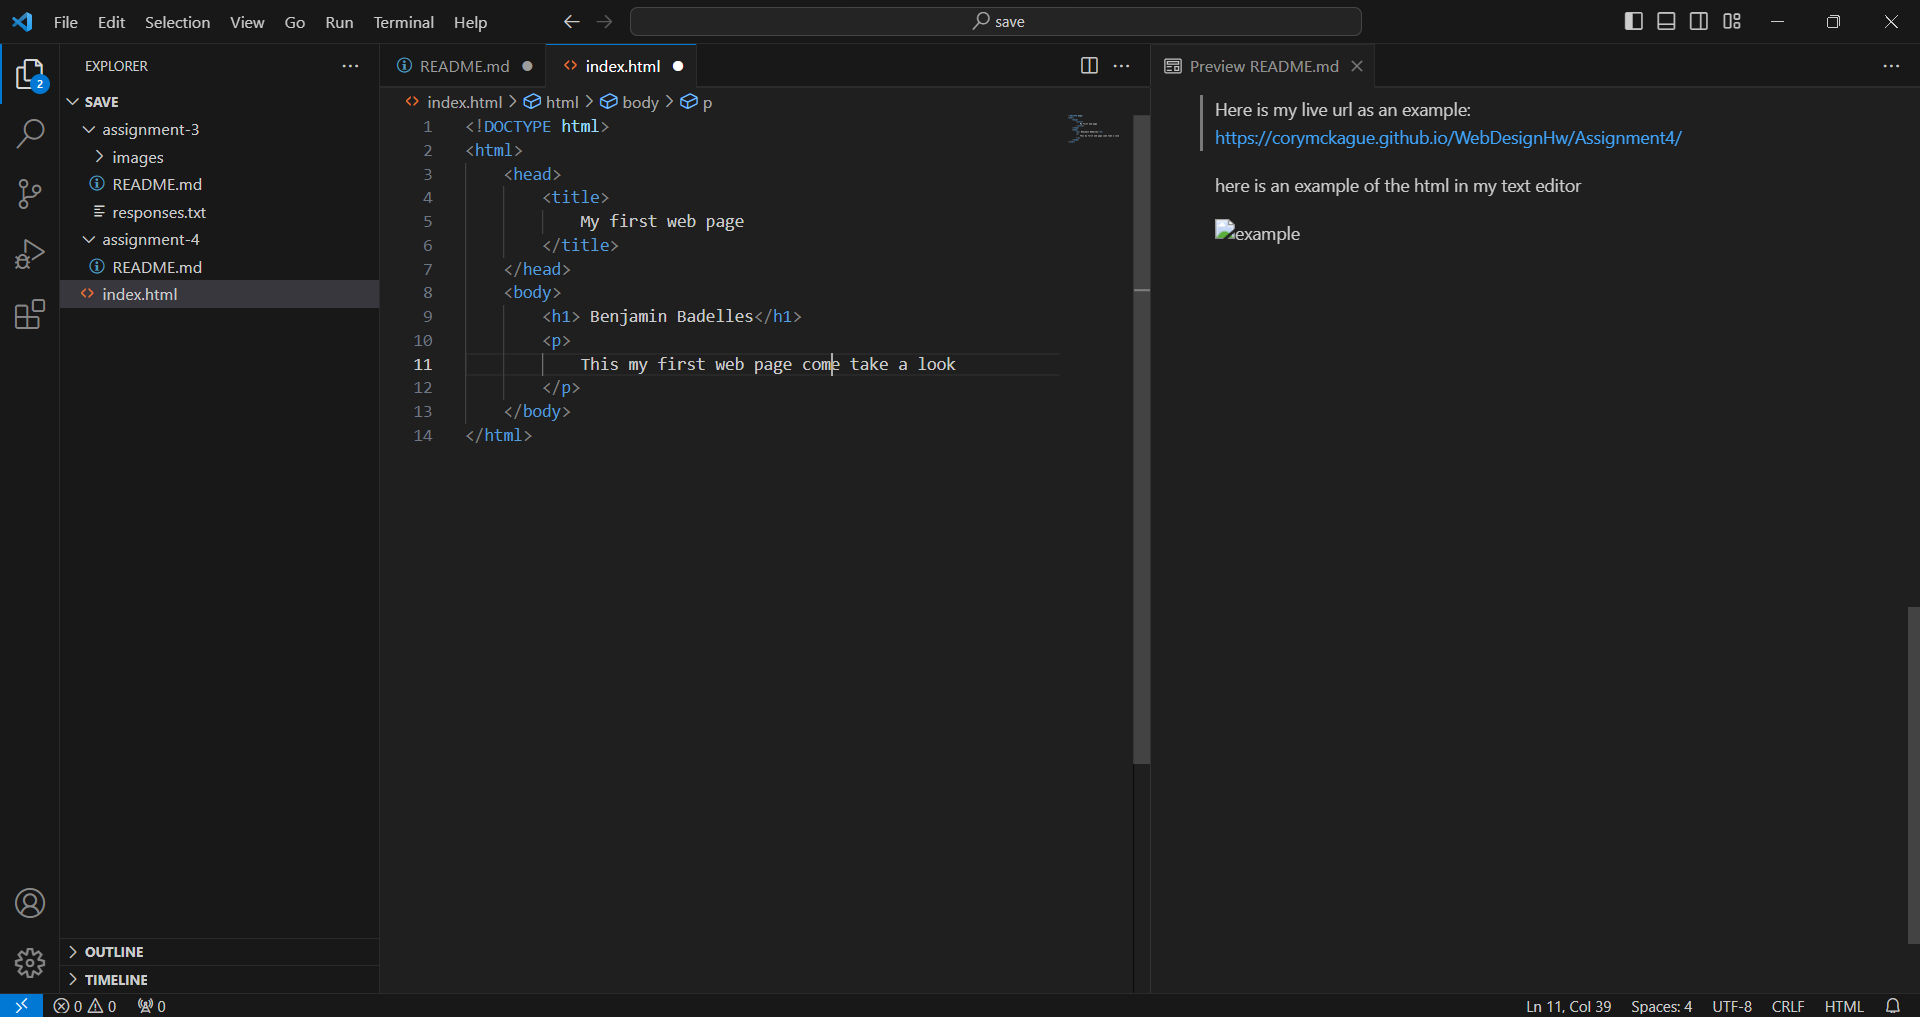 File Edit Selection View Go Run Terminal Help save
EXPLORER
2
SAVE
assignment-3
images
README.md
responses.txt
assignment-4
README.md
index.html
OUTLINE
TIMELINE
README.md index.html
index.html html body p
1 <!DOCTYPE html>
2 <html>
3 <head>
4 <title>
5 My first web page
6 </title>
7 </head>
8 <body>
9 <h1> Benjamin Badelles</h1>
10 <p>
11 This my first web page come take a look
12 </p>
13 </body>
14 </html>
Preview README.md
Here is my live url as an example:
https://corymckague.github.io/WebDesignHw/Assignment4/
here is an example of the html in my text editor
example
0 0 0 Ln 11, Col 39 Spaces: 4 UTF-8 CRLF HTML